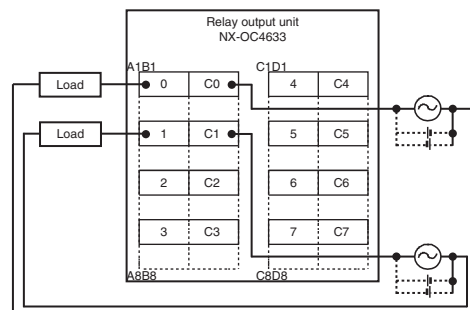 Relay output unit
NX-OC4633
A1B1
C1D1
Load
0
C0
4
C4
Load
1
C1
5
C5
2
C2
6
C6
3
C3
7
C7
A8B8
C8D8